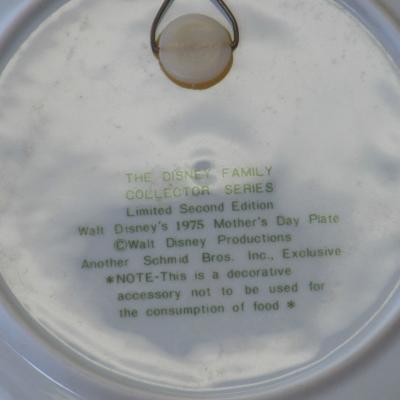 THE DISNEY FAMILY
COLLECTOR SERIES
Limited Second Edition
Walt Disney's 1975 Mother's Day Plate
©Walt Disney Productions
Another Schmid Bros. Inc., Exclusive
*NOTE-This is a decorative
accessory not to be used for
the consumption of food *